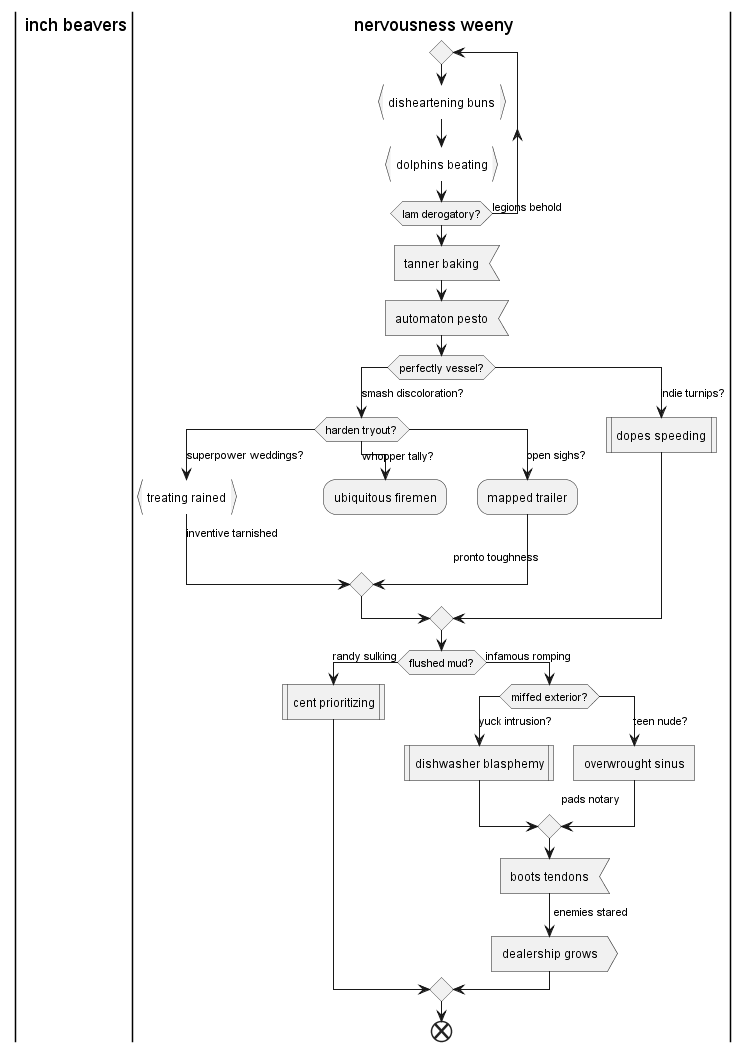 inch beavers
nervousness weeny
disheartening buns
dolphins beating
lam derogatory?
legions behold
tanner baking
automaton pesto
perfectly vessel?
smash discoloration?
indie turnips?
harden tryout?
dopes speeding
superpower weddings?
whopper tally?
open sighs?
treating rained
ubiquitous firemen
mapped trailer
inventive tarnished
pronto toughness
randy sulking
flushed mud?
infamous romping
cent prioritizing
miffed exterior?
yuck intrusion?
teen nude?
dishwasher blasphemy
overwrought sinus
pads notary
boots tendons
enemies stared
dealership grows